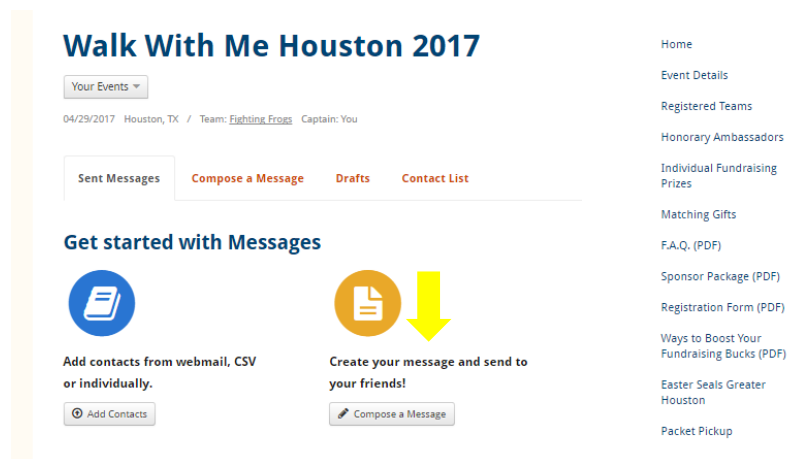 Walk With Me Houston 2017
Your Events
04/29/2017 Houston, TX / Team: Fighting Frogs Captain: You
Sent Messages Compose a Message Drafts Contact List
Get started with Messages
Add contacts from webmail, CSV
or individually.
Add Contacts
Create your message and send to
your friends!
Compose a Message
Home
Event Details
Registered Teams
Honorary Ambassadors
Individual Fundraising
Prizes
Matching Gifts
F.A.Q. (PDF)
Sponsor Package (PDF)
Registration Form (PDF)
Ways to Boost Your
Fundraising Bucks (PDF)
Easter Seals Greater
Houston
Packet Pickup